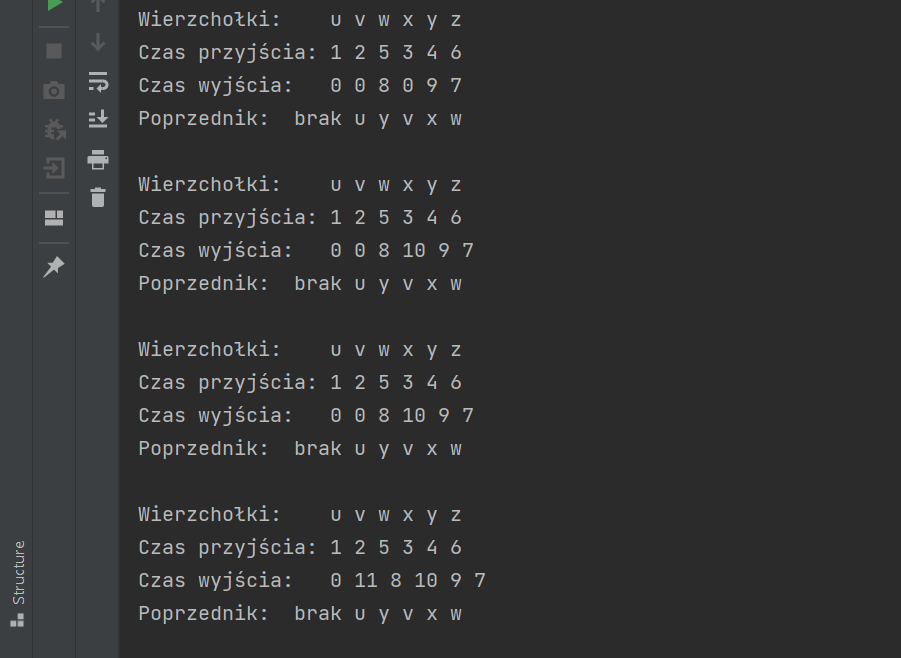 Wierzchołki:    u v w x y z
Czas przyjścia: 1 2 5 3 4 6
Czas wyjścia:   0 0 8 0 9 7
Poprzednik:  brak u y v x w
Wierzchołki:    u v w x y z
Czas przyjścia: 1 2 5 3 4 6
Czas wyjścia:   0 0 8 10 9 7
Poprzednik:  brak u y v x w
Wierzchołki:    u v w x y z
Czas przyjścia: 1 2 5 3 4 6
Czas wyjścia:   0 0 8 10 9 7
Poprzednik:  brak u y v x w
Wierzchołki:    u v w x y z
Czas przyjścia: 1 2 5 3 4 6
Czas wyjścia:   0 11 8 10 9 7
Poprzednik:  brak u y v x w
Structure